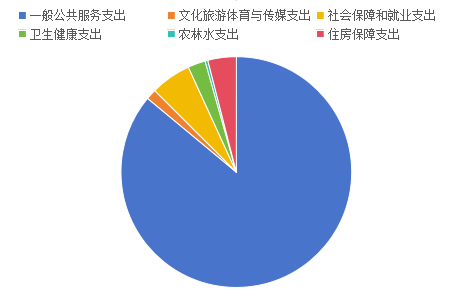 一般公共服务支出 文化旅游体育与传媒支出 社会保障和就业支出
卫生健康支出 农林水支出 住房保障支出